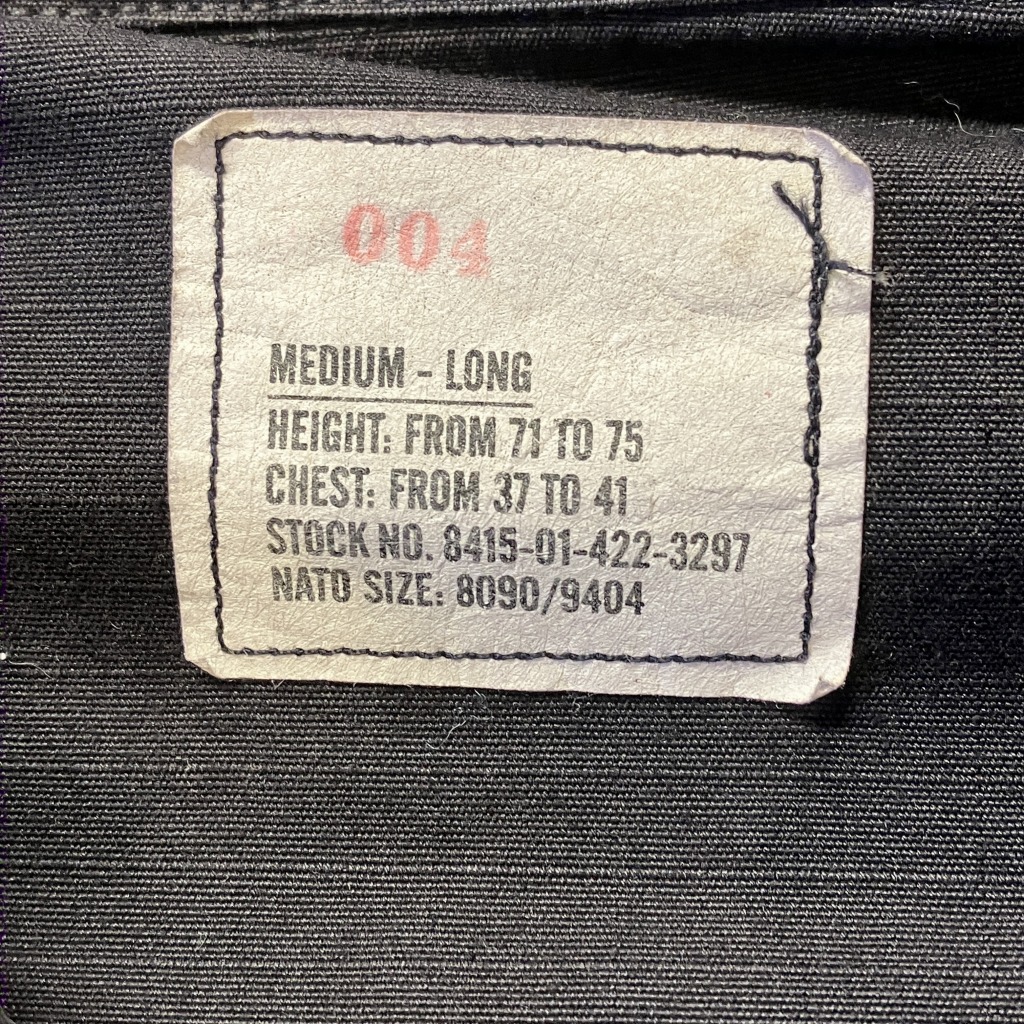 004
MEDIUM - LONG
HEIGHT: FROM 71 TO 75
CHEST: FROM 37 TO 41
STOCK NO. 8415-01-422-3297
NATO SIZE: 8090/9404